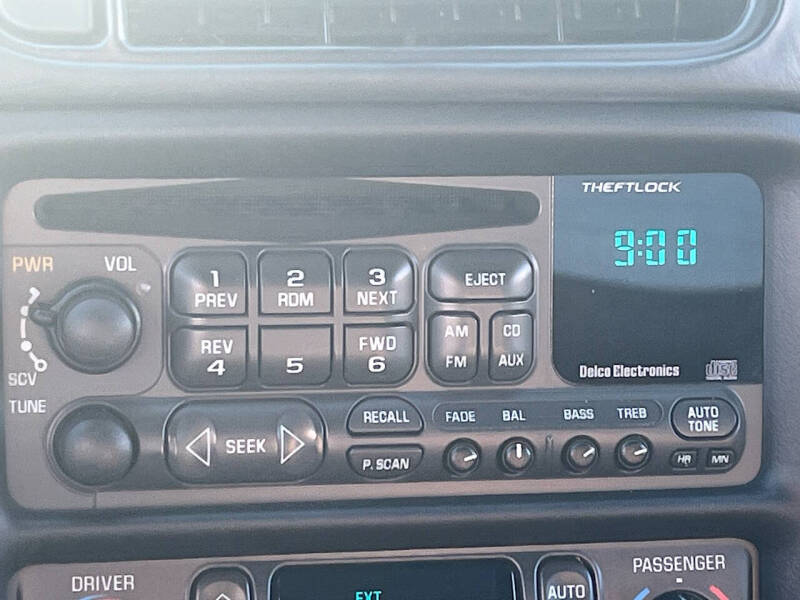 THEFTLOCK
9:00
PWR VOL
1 PREV
2 RDM
3 NEXT
EJECT
REV 4
5
FWD 6
AM FM
CD AUX
Delco Electronics
disc
SCV
TUNE
SEEK
RECALL
P.SCAN
FADE BAL BASS TREB
AUTO TONE
HR MN
DRIVER
EXT
AUTO
PASSENGER